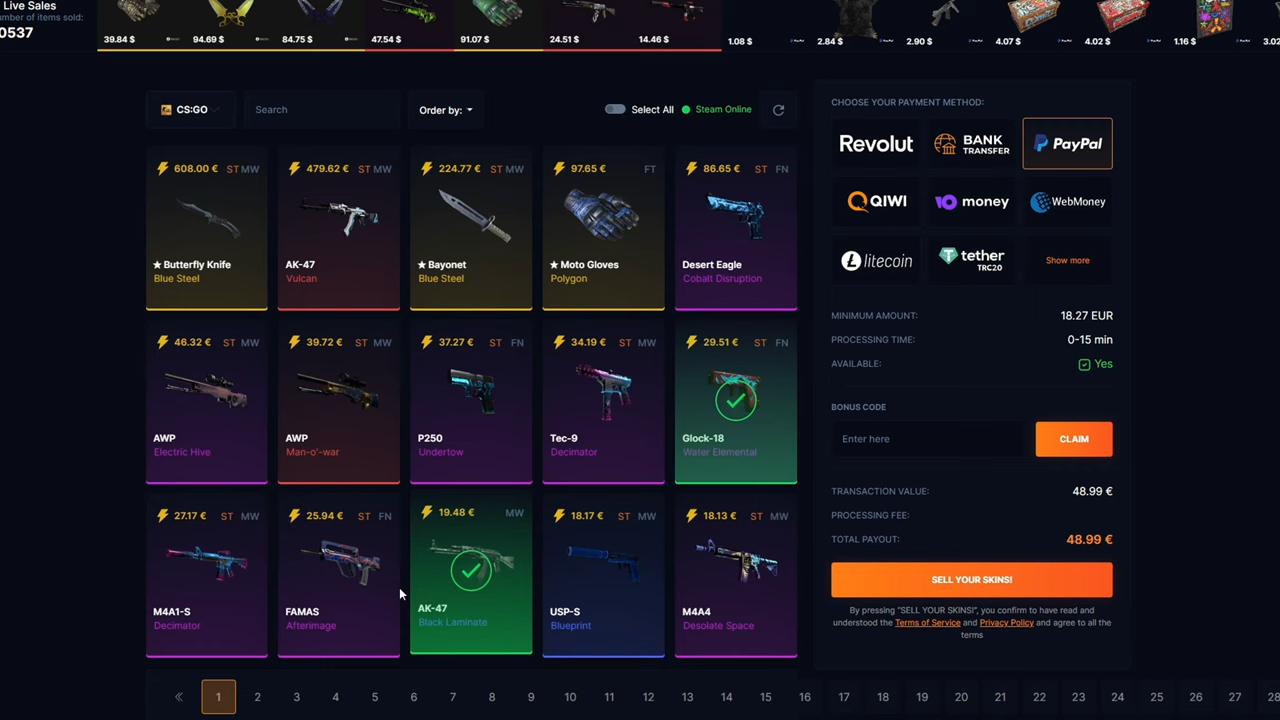 Live Sales
umber of items sold:
0537
39.84 $
94.69 $
84.75 $
47.54 $
91.07 $
24.51 $
14.46 $
1.08 $
2.84 $
2.90 $
4.07 $
4.02 $
1.16 $
3.02
CS:GO
Search
Order by:
Select All
Steam Online
608.00 € ST MW
★ Butterfly Knife
Blue Steel
479.62 € ST MW
AK-47
Vulcan
224.77 € ST MW
★ Bayonet
Blue Steel
97.65 € FT
★ Moto Gloves
Polygon
86.65 € ST FN
Desert Eagle
Cobalt Disruption
46.32 € ST MW
AWP
Electric Hive
39.72 € ST MW
AWP
Man-o'-war
37.27 € ST FN
P250
Undertow
34.19 € ST MW
Tec-9
Decimator
29.51 € ST FN
Glock-18
Water Elemental
27.17 € ST MW
M4A1-S
Decimator
25.94 € ST FN
FAMAS
Afterimage
19.48 € MW
AK-47
Black Laminate
18.17 € ST MW
USP-S
Blueprint
18.13 € ST MW
M4A4
Desolate Space
« 1 2 3 4 5 6 7 8 9 10 11 12 13 14 15 16 17 18 19 20 21 22 23 24 25 26 27 28
CHOOSE YOUR PAYMENT METHOD:
Revolut
BANK
TRANSFER
PayPal
QIWI
money
WebMoney
litecoin
tether
TRC20
Show more
MINIMUM AMOUNT: 18.27 EUR
PROCESSING TIME: 0-15 min
AVAILABLE: Yes
BONUS CODE
Enter here
CLAIM
TRANSACTION VALUE: 48.99 €
PROCESSING FEE:
TOTAL PAYOUT: 48.99 €
SELL YOUR SKINS!
By pressing "SELL YOUR SKINS!", you confirm to have read and
understood the Terms of Service and Privacy Policy and agree to all the
terms